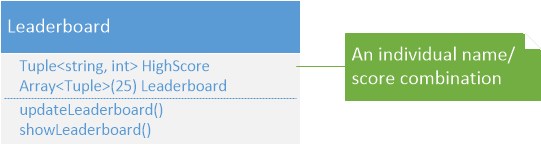 Leaderboard
Tuple<string, int> HighScore
Array<Tuple>(25) Leaderboard
updateLeaderboard()
showLeaderboard()
An individual name/
score combination